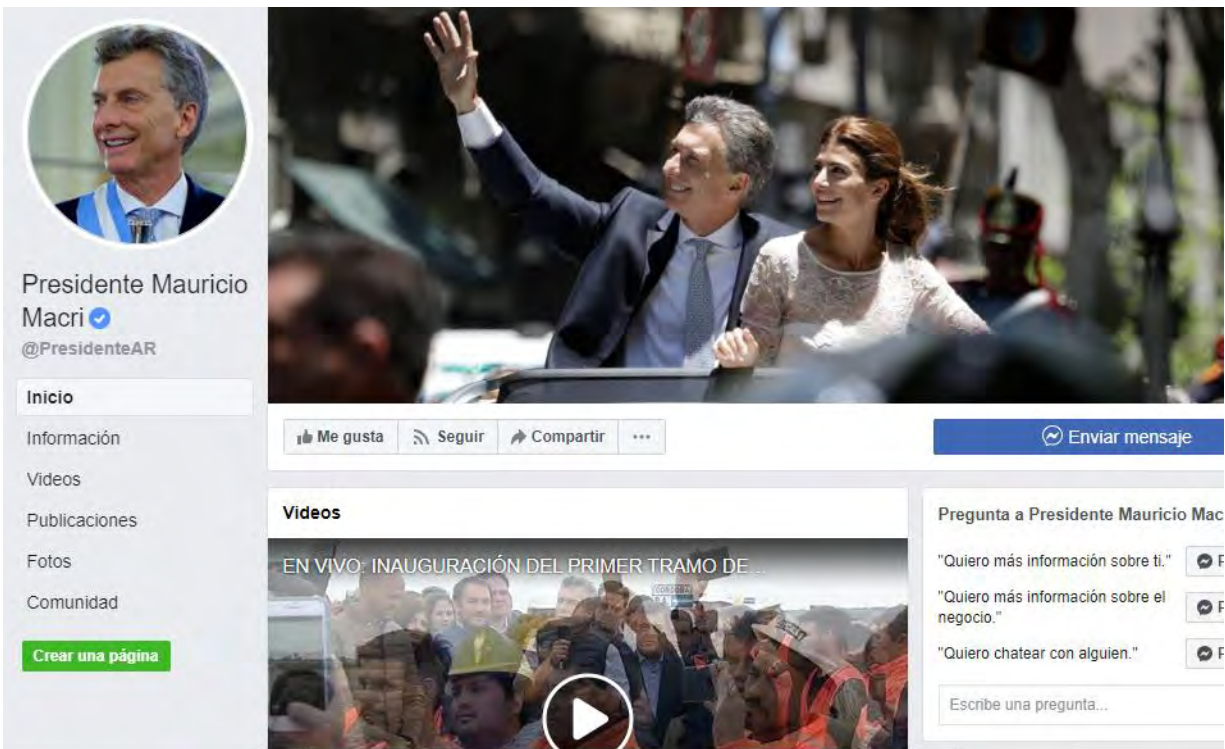 Presidente Mauricio
Macri
@PresidenteAR
Inicio
Información
Videos
Publicaciones
Fotos
Comunidad
Crear una página
Me gusta
Seguir
Compartir
Enviar mensaje
Videos
EN VIVO: INAUGURACIÓN DEL PRIMER TRAMO DE ...
Pregunta a Presidente Mauricio Mac
"Quiero más información sobre ti."
P
"Quiero más información sobre el
negocio."
P
"Quiero chatear con alguien."
P
Escribe una pregunta...